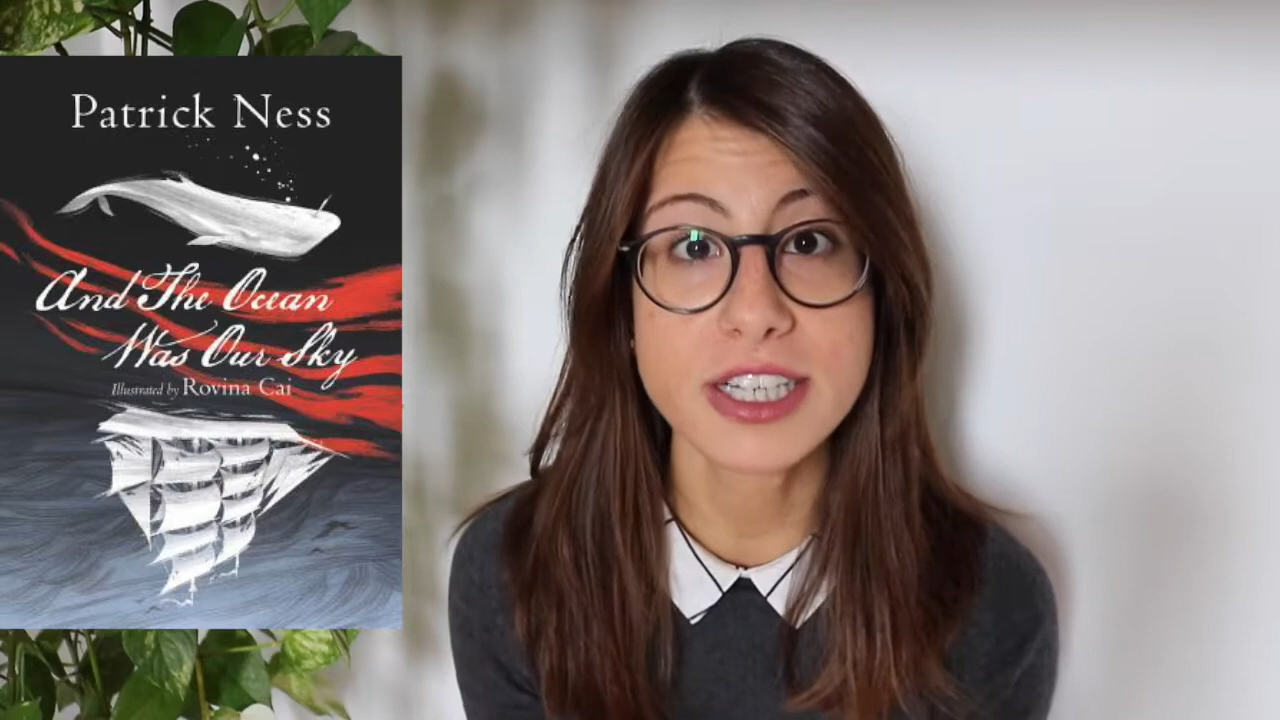 Patrick Ness
And The Ocean
Was Our Sky
Illustrated by Rovina Cai